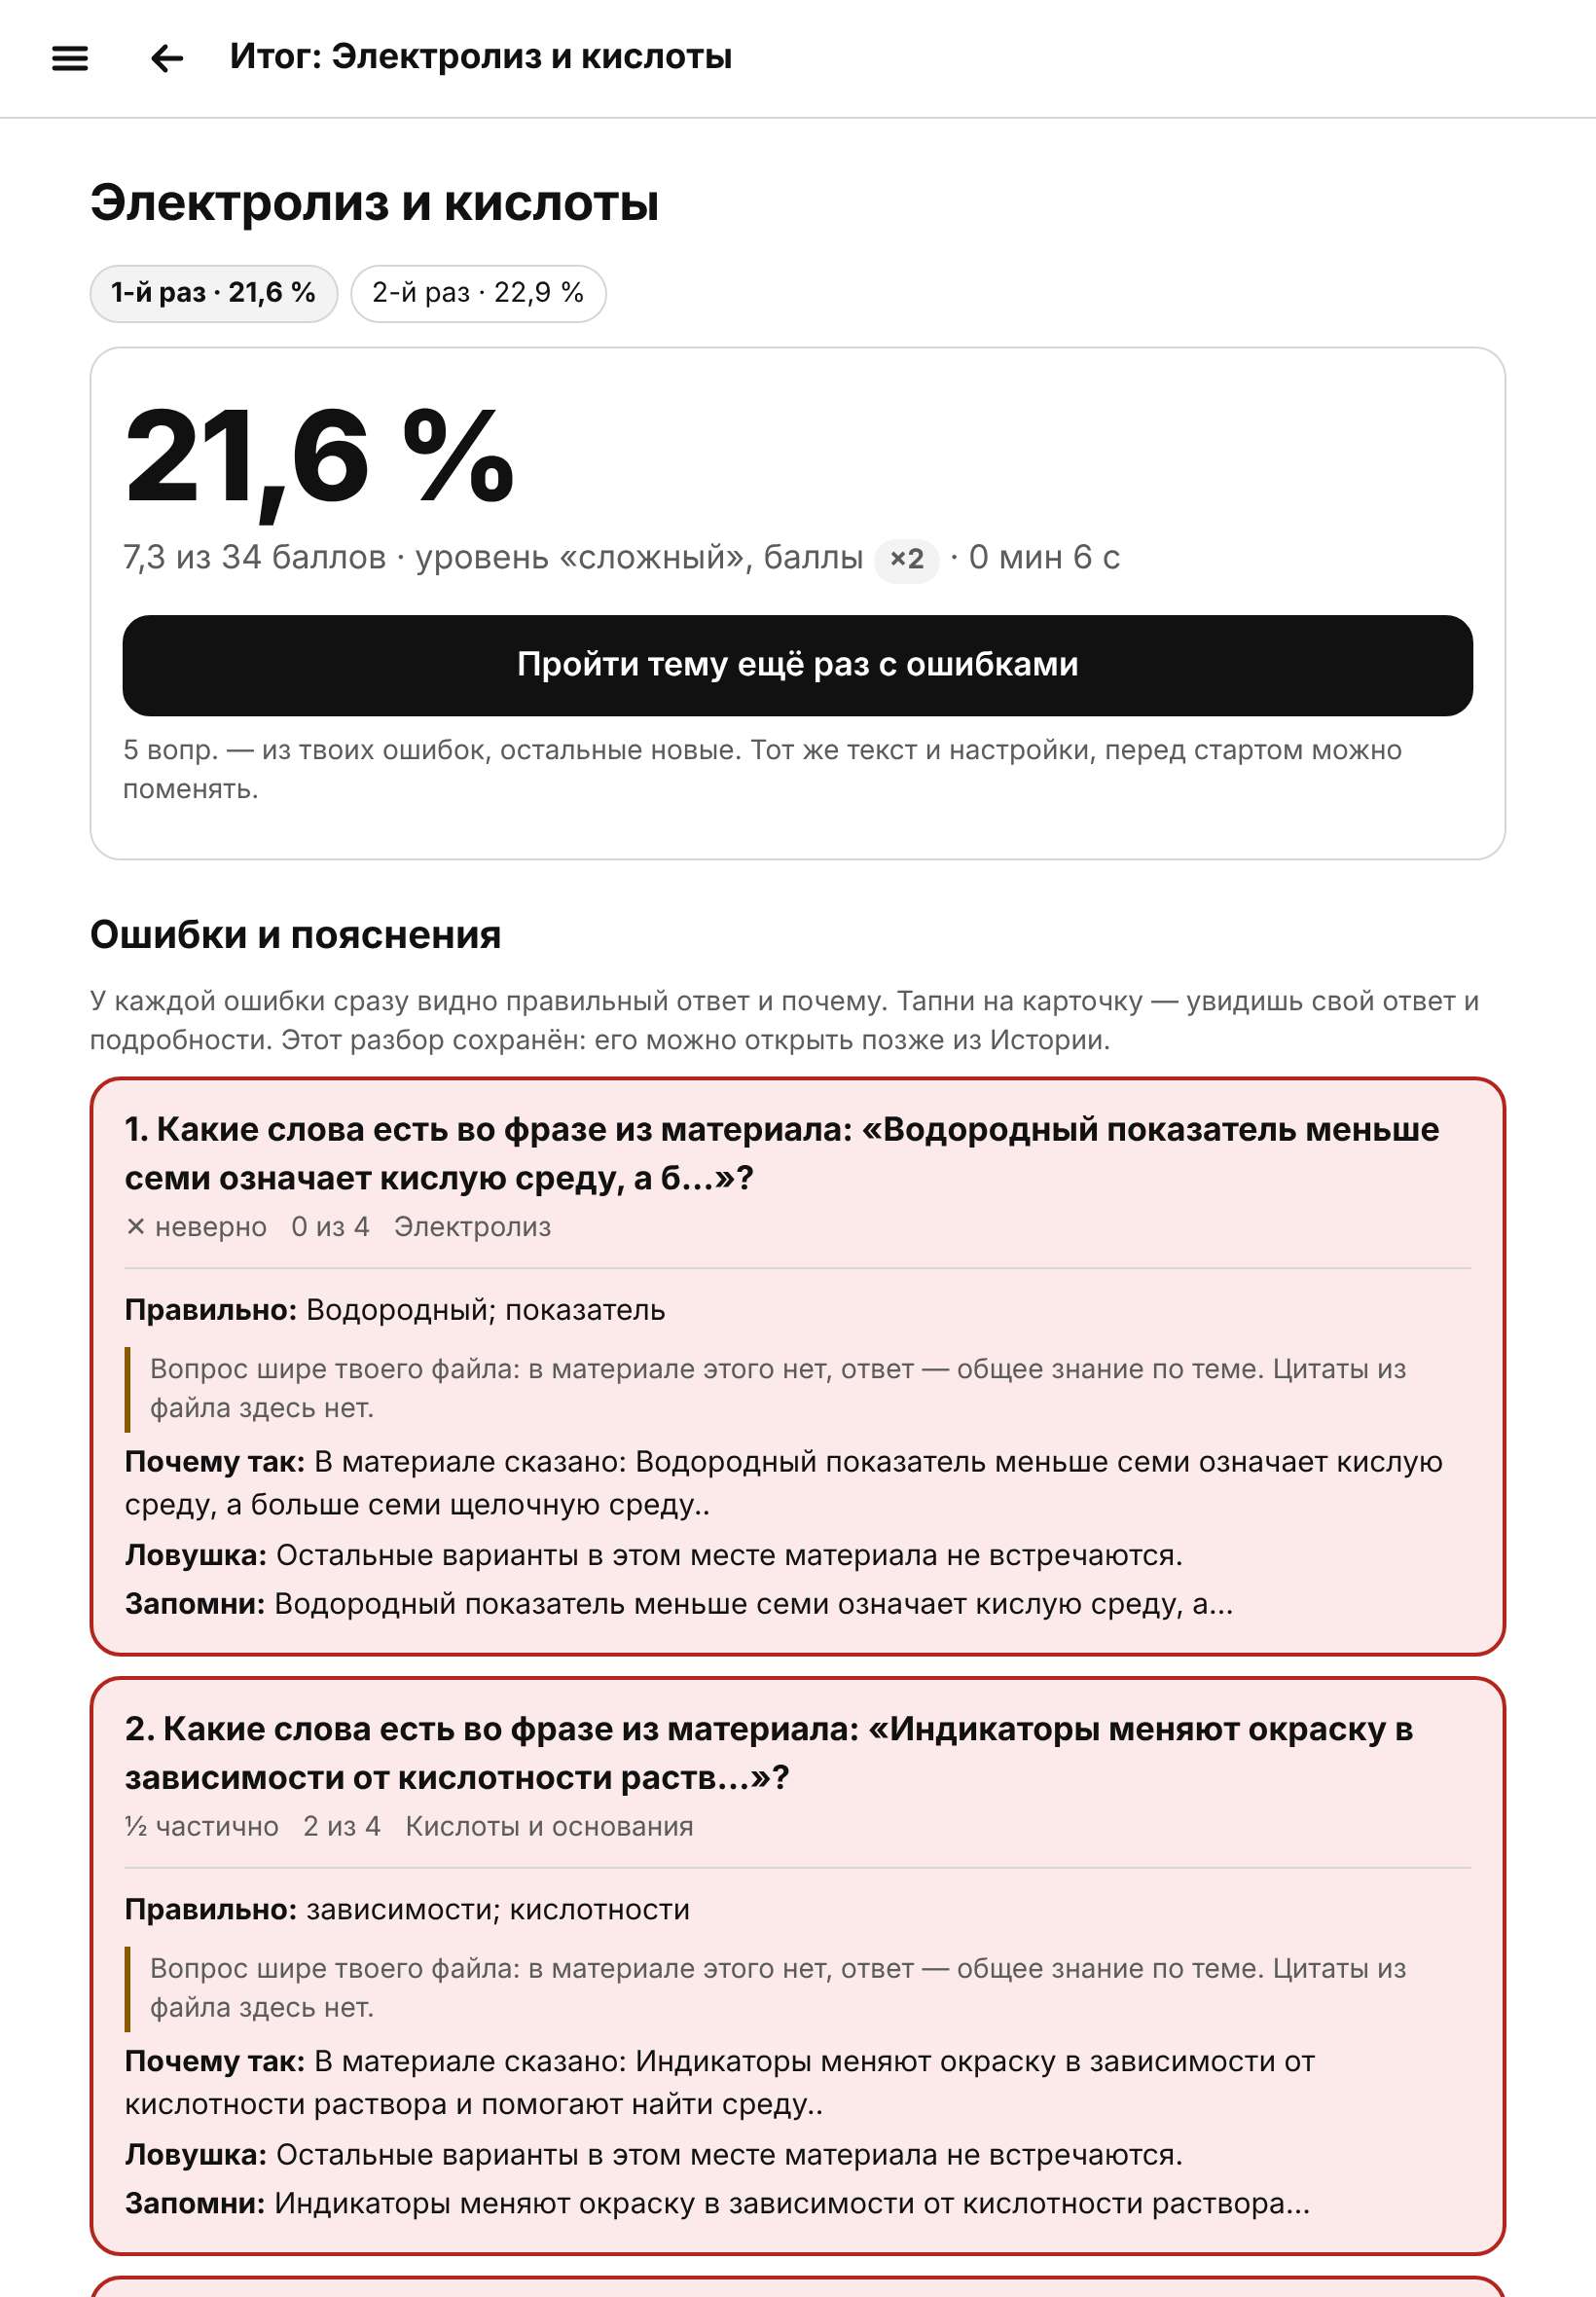 Итог: Электролиз и кислоты
Электролиз и кислоты
1-й раз · 21,6 %
2-й раз · 22,9 %
21,6 %
7,3 из 34 баллов · уровень «сложный», баллы ×2 · 0 мин 6 с
Пройти тему ещё раз с ошибками
5 вопр. — из твоих ошибок, остальные новые. Тот же текст и настройки, перед стартом можно
поменять.
Ошибки и пояснения
У каждой ошибки сразу видно правильный ответ и почему. Тапни на карточку — увидишь свой ответ и
подробности. Этот разбор сохранён: его можно открыть позже из Истории.
1. Какие слова есть во фразе из материала: «Водородный показатель меньше
семи означает кислую среду, а б...»?
✕ неверно 0 из 4 Электролиз
Правильно: Водородный; показатель
Вопрос шире твоего файла: в материале этого нет, ответ — общее знание по теме. Цитаты из
файла здесь нет.
Почему так: В материале сказано: Водородный показатель меньше семи означает кислую
среду, а больше семи щелочную среду..
Ловушка: Остальные варианты в этом месте материала не встречаются.
Запомни: Водородный показатель меньше семи означает кислую среду, а...
2. Какие слова есть во фразе из материала: «Индикаторы меняют окраску в
зависимости от кислотности раств...»?
½ частично 2 из 4 Кислоты и основания
Правильно: зависимости; кислотности
Вопрос шире твоего файла: в материале этого нет, ответ — общее знание по теме. Цитаты из
файла здесь нет.
Почему так: В материале сказано: Индикаторы меняют окраску в зависимости от
кислотности раствора и помогают найти среду..
Ловушка: Остальные варианты в этом месте материала не встречаются.
Запомни: Индикаторы меняют окраску в зависимости от кислотности раствора...